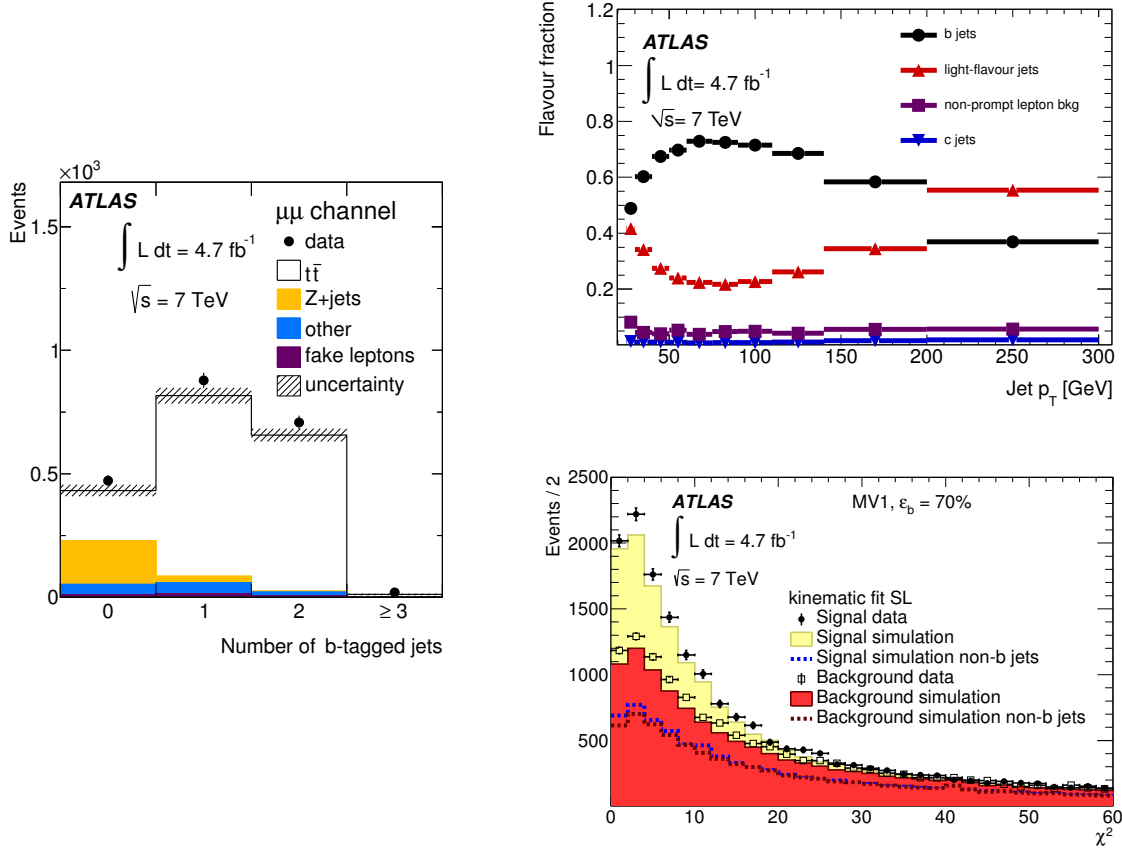 ×10³
Events
ATLAS
∫ L dt = 4.7 fb⁻¹
√s = 7 TeV
μμ channel
data
tt̄
Z+jets
other
fake leptons
uncertainty
1.5
1
0.5
0
0 1 2 ≥ 3
Number of b-tagged jets
Flavour fraction
1.2
1
0.8
0.6
0.4
0.2
ATLAS
∫ L dt= 4.7 fb⁻¹
√s= 7 TeV
b jets
light-flavour jets
non-prompt lepton bkg
c jets
50 100 150 200 250 300
Jet p_T [GeV]
Events / 2
2500
2000
1500
1000
500
ATLAS
∫ L dt = 4.7 fb⁻¹
√s = 7 TeV
MV1, ε_b = 70%
kinematic fit SL
Signal data
Signal simulation
Signal simulation non-b jets
Background data
Background simulation
Background simulation non-b jets
0 10 20 30 40 50 60
χ²